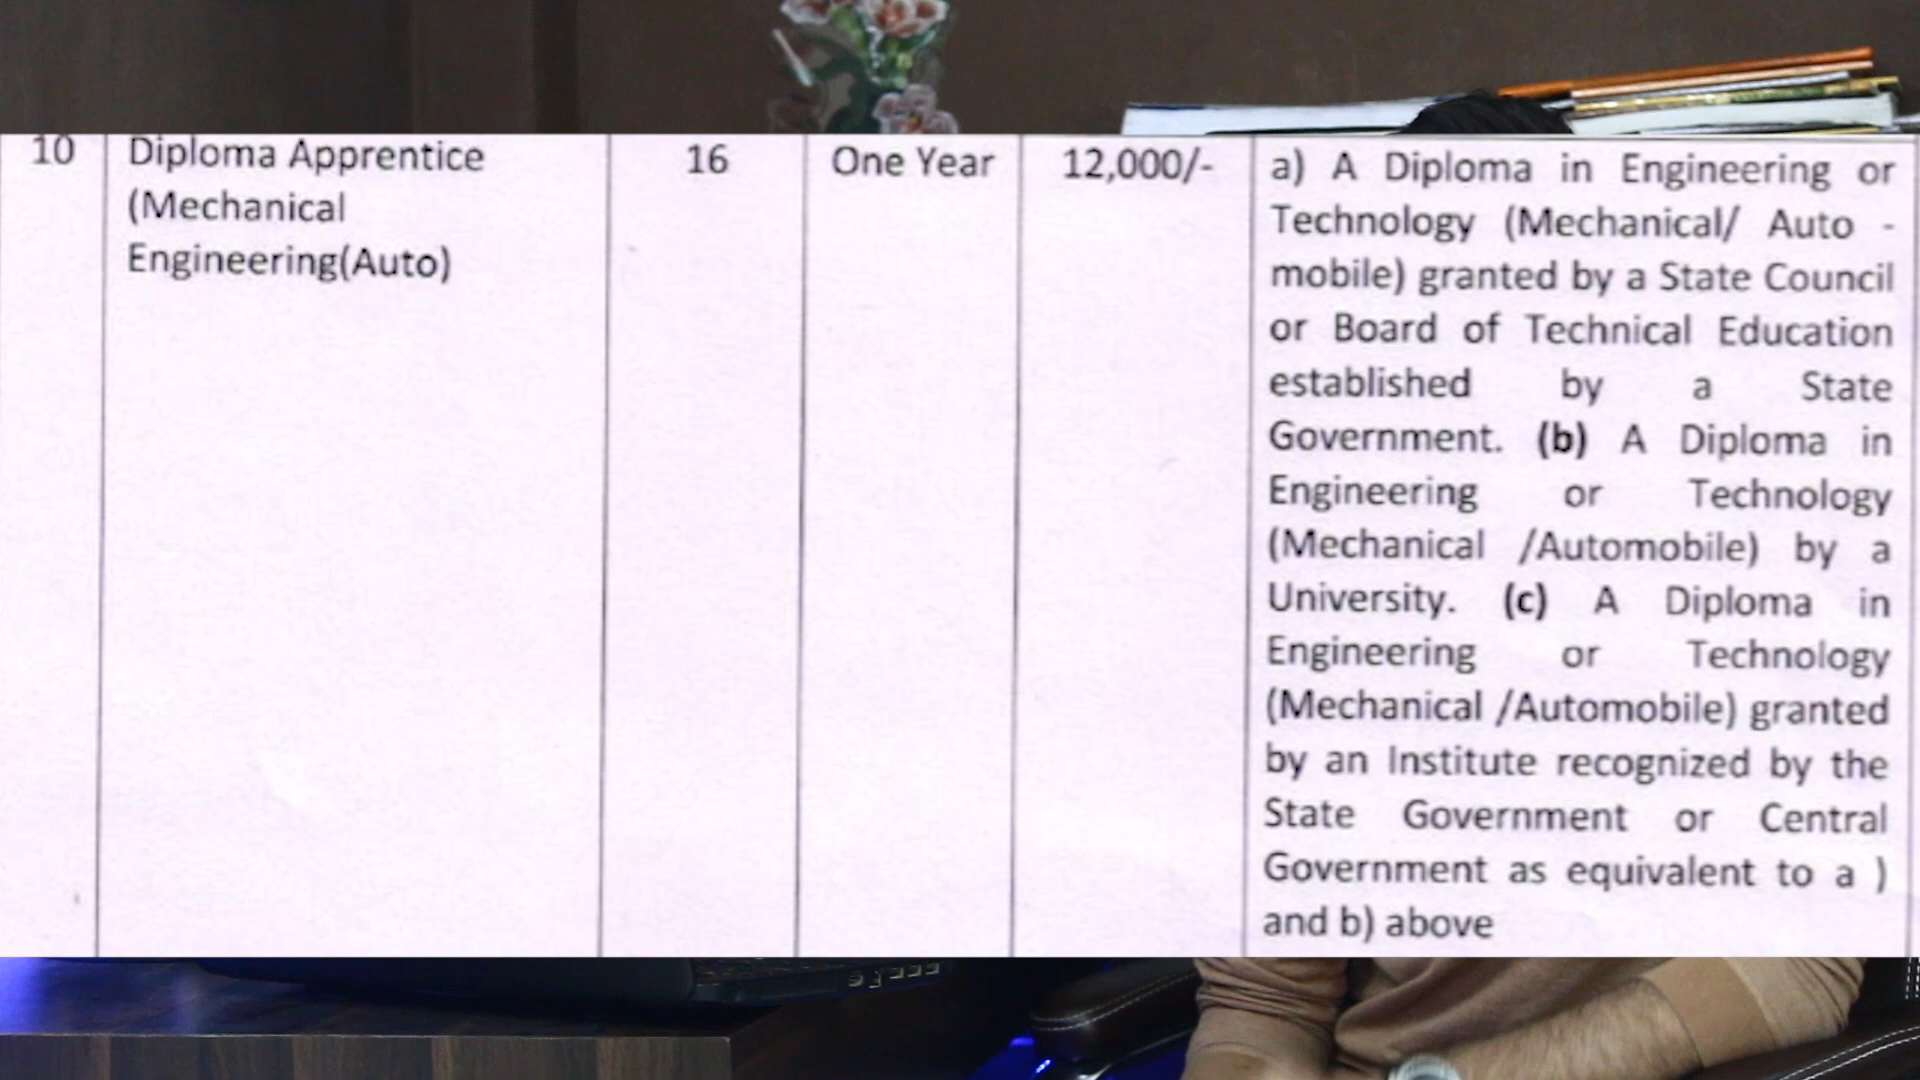 10
Diploma Apprentice
(Mechanical
Engineering(Auto)
16
One Year
12,000/-
a) A Diploma in Engineering or
Technology (Mechanical/ Auto -
mobile) granted by a State Council
or Board of Technical Education
established by a State
Government. (b) A Diploma in
Engineering or Technology
(Mechanical /Automobile) by a
University. (c) A Diploma in
Engineering or Technology
(Mechanical /Automobile) granted
by an Institute recognized by the
State Government or Central
Government as equivalent to a )
and b) above